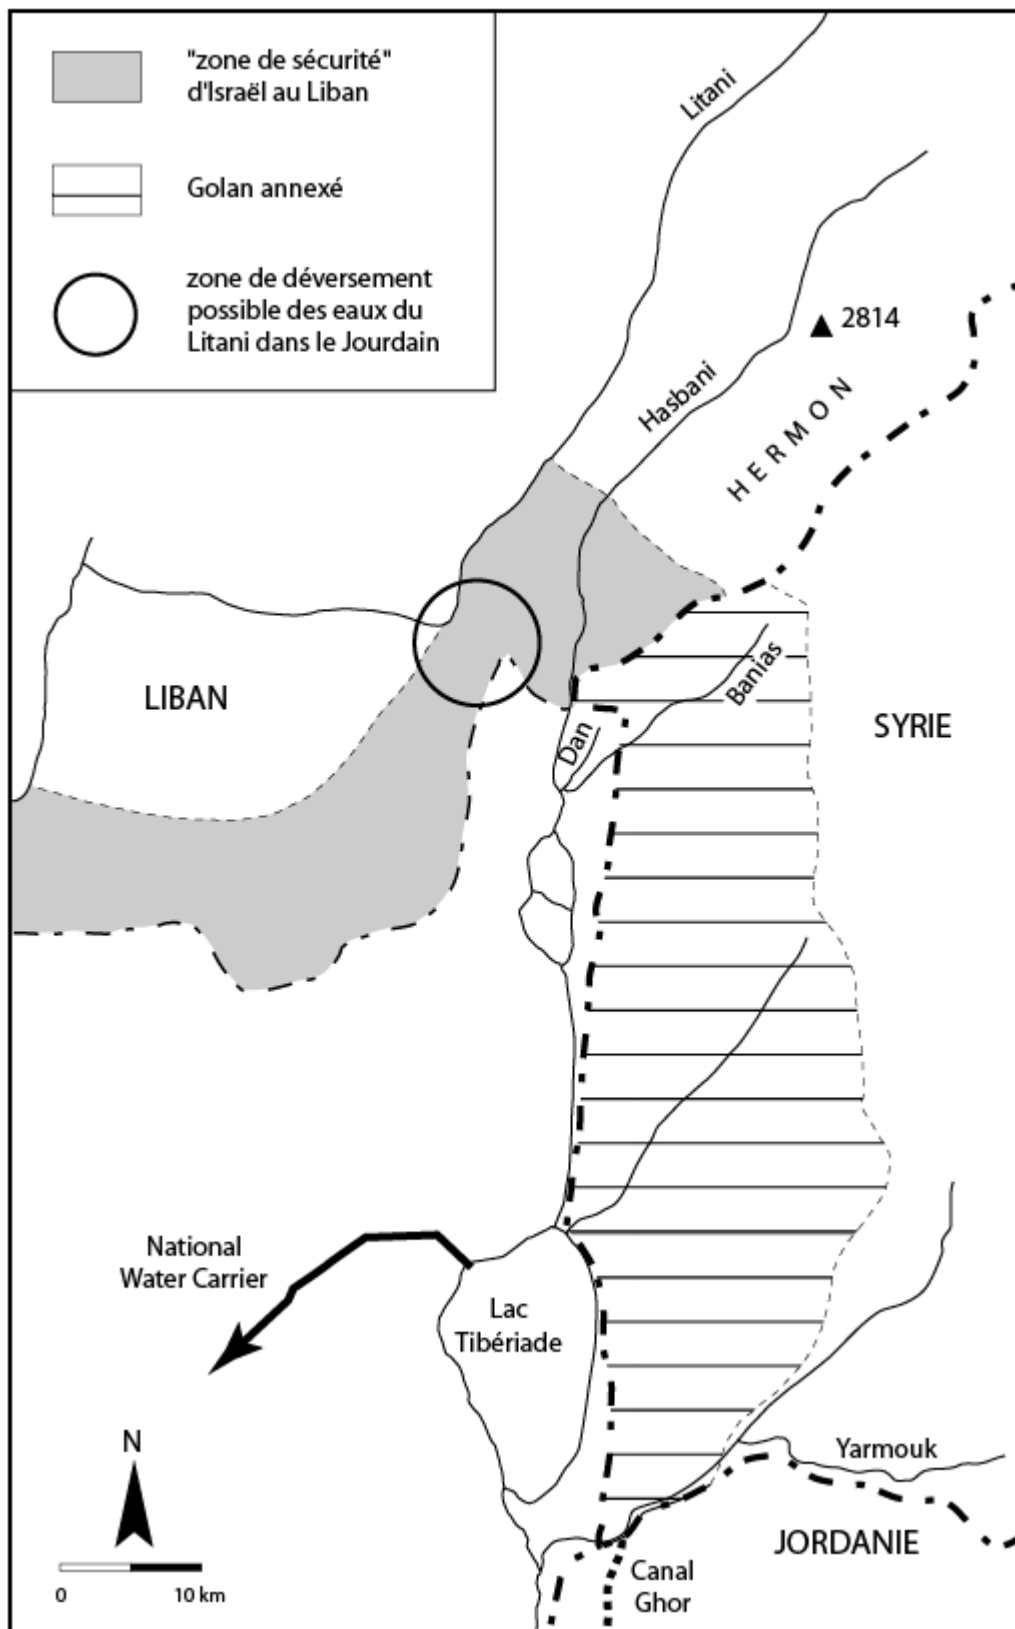 "zone de sécurité"
d'Israël au Liban
Golan annexé
zone de déversement
possible des eaux du
Litani dans le Jourdain
Litani
2814
Hasbani
HERMON
LIBAN
Banias
SYRIE
Dan
National
Water Carrier
Lac
Tibériade
N
Yarmouk
JORDANIE
Canal
Ghor
0 10 km